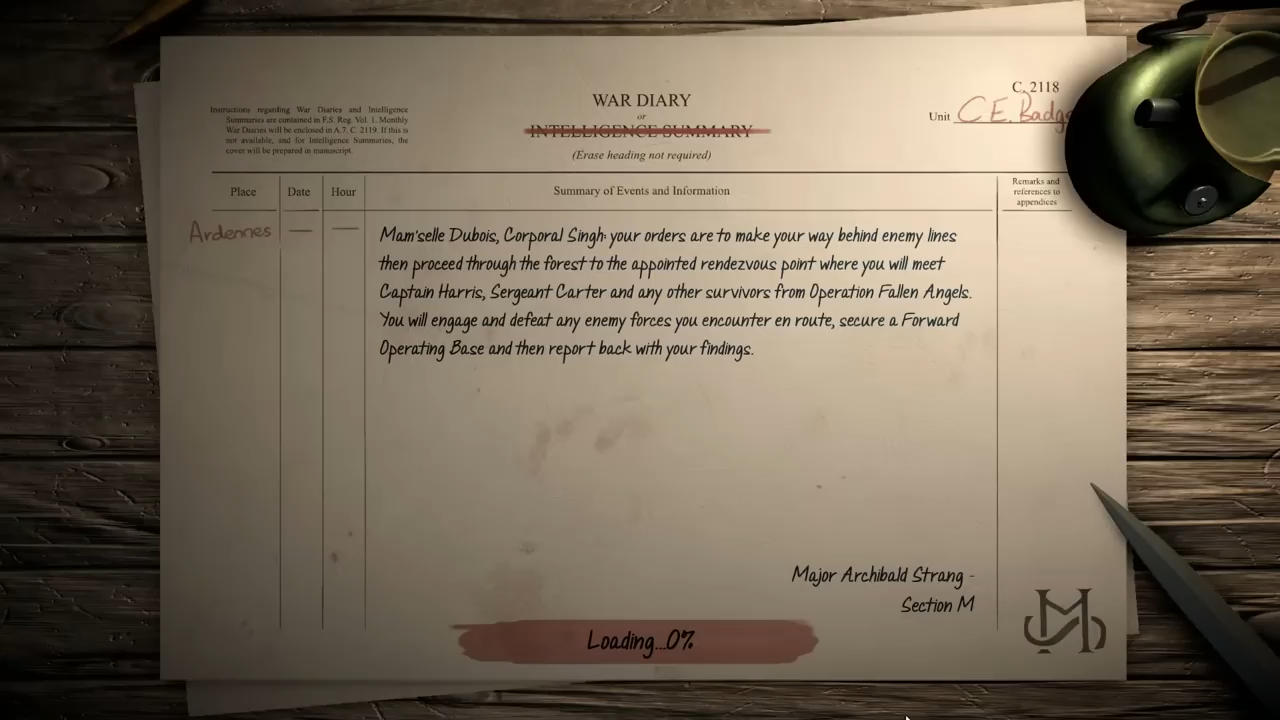 Instructions regarding War Diaries and Intelligence
Summaries are contained in F.S. Reg. Vol. 1. Monthly
War Diaries will be enclosed in A.7. C. 2119. If this is
not available, and for Intelligence Summaries, the
cover will be prepared in manuscript.
WAR DIARY
or
INTELLIGENCE SUMMARY
(Erase heading not required)
C. 2118
Unit C E. Badge
Place Date Hour Summary of Events and Information
Remarks and
references to
appendices
Ardennes — —
Mam'selle Dubois, Corporal Singh: your orders are to make your way behind enemy lines
then proceed through the forest to the appointed rendezvous point where you will meet
Captain Harris, Sergeant Carter and any other survivors from Operation Fallen Angels.
You will engage and defeat any enemy forces you encounter en route, secure a Forward
Operating Base and then report back with your findings.
Major Archibald Strang -
Section M
Loading...0%